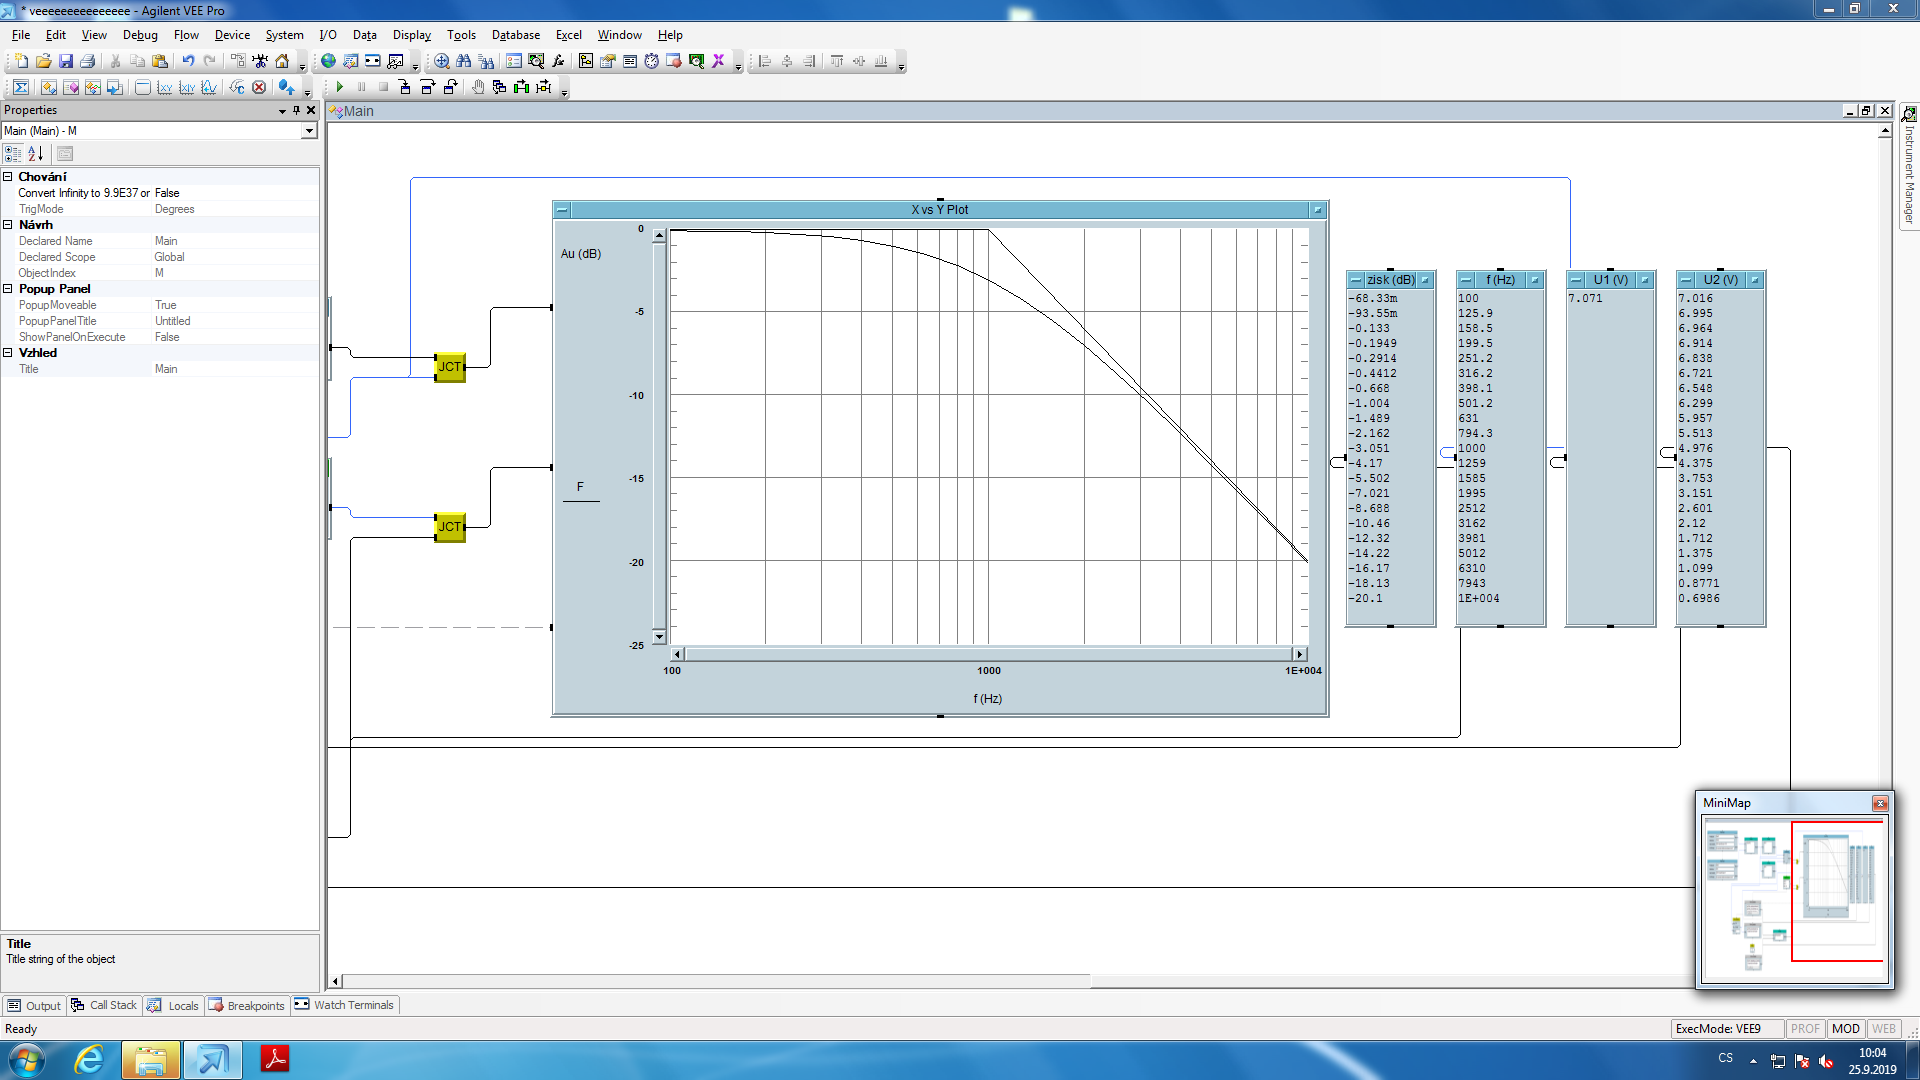 * veeeeeeeeeeeeeee - Agilent VEE Pro
File Edit View Debug Flow Device System I/O Data Display Tools Database Excel Window Help
Properties
Main (Main) - M
Chování
Convert Infinity to 9.9E37 or False
TrigMode Degrees
Návrh
Declared Name Main
Declared Scope Global
ObjectIndex M
Popup Panel
PopupMoveable True
PopupPanelTitle Untitled
ShowPanelOnExecute False
Vzhled
Title Main
Title
Title string of the object
Main
JCT
JCT
X vs Y Plot
Au (dB)
F
0
-5
-10
-15
-20
-25
100 1000 1E+004
f (Hz)
zisk (dB) f (Hz) U1 (V) U2 (V)
-68.33m 100 7.071 7.016
-93.55m 125.9 6.995
-0.133 158.5 6.964
-0.1949 199.5 6.914
-0.2914 251.2 6.838
-0.4412 316.2 6.721
-0.668 398.1 6.548
-1.004 501.2 6.299
-1.489 631 5.957
-2.162 794.3 5.513
-3.051 1000 4.976
-4.17 1259 4.375
-5.502 1585 3.753
-7.021 1995 3.151
-8.688 2512 2.601
-10.46 3162 2.12
-12.32 3981 1.712
-14.22 5012 1.375
-16.17 6310 1.099
-18.13 7943 0.8771
-20.1 1E+004 0.6986
Instrument Manager
MiniMap
Output Call Stack Locals Breakpoints Watch Terminals
Ready
ExecMode: VEE9 PROF MOD WEB
CS
10:04
25.9.2019